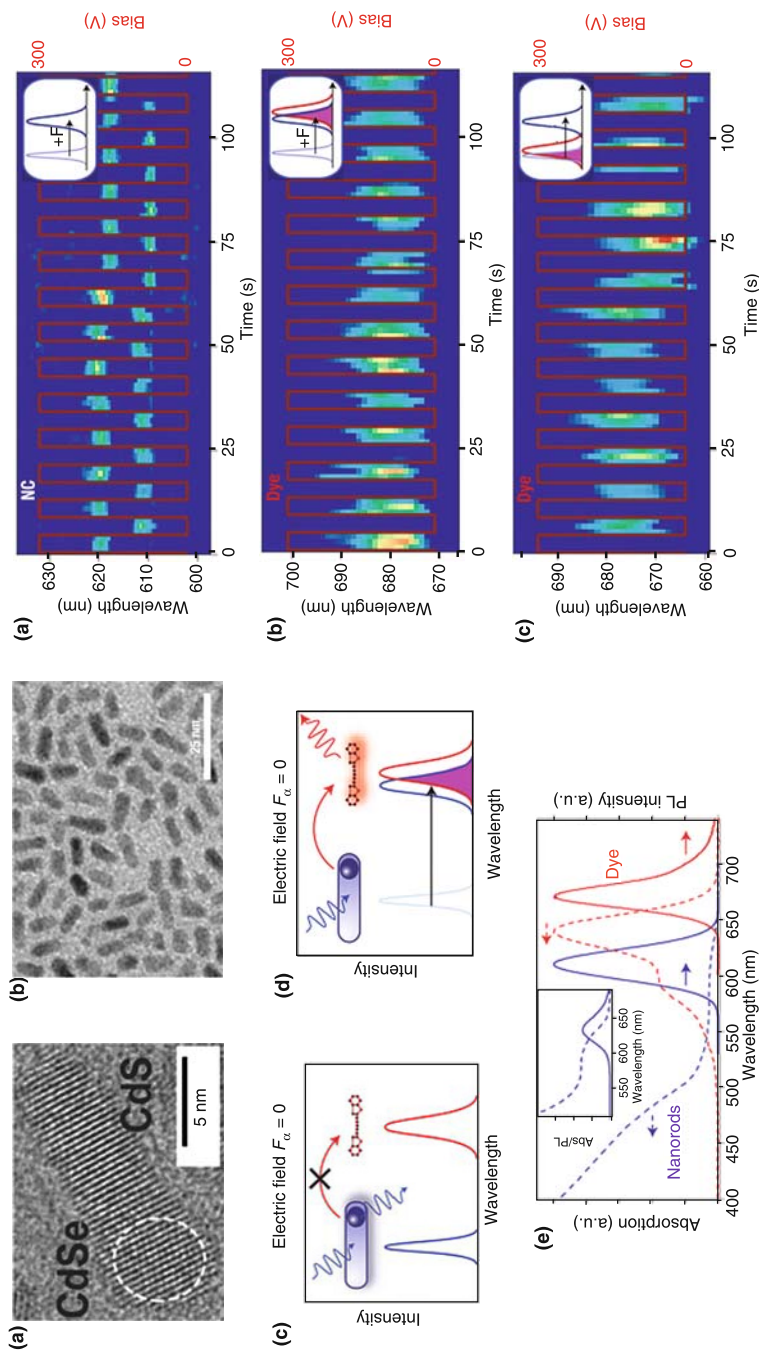 (a)
CdSe
CdS
5 nm
(b)
25 nm
(c)
Electric field Fα = 0
Intensity
Wavelength
(d)
Electric field Fα = 0
Intensity
Wavelength
(e)
Absorption (a.u.)
PL intensity (a.u.)
Nanorods
Dye
Abs/PL
550 600 650
Wavelength (nm)
400 450 500 550 600 650 700
Wavelength (nm)
(a)
NC
+F
Wavelength (nm)
630
620
610
600
Bias (V)
300
0
0 25 50 75 100
Time (s)
(b)
Dye
+F
Wavelength (nm)
700
690
680
670
Bias (V)
300
0
0 25 50 75 100
Time (s)
(c)
Dye
Wavelength (nm)
690
680
670
660
Bias (V)
300
0
0 25 50 75 100
Time (s)